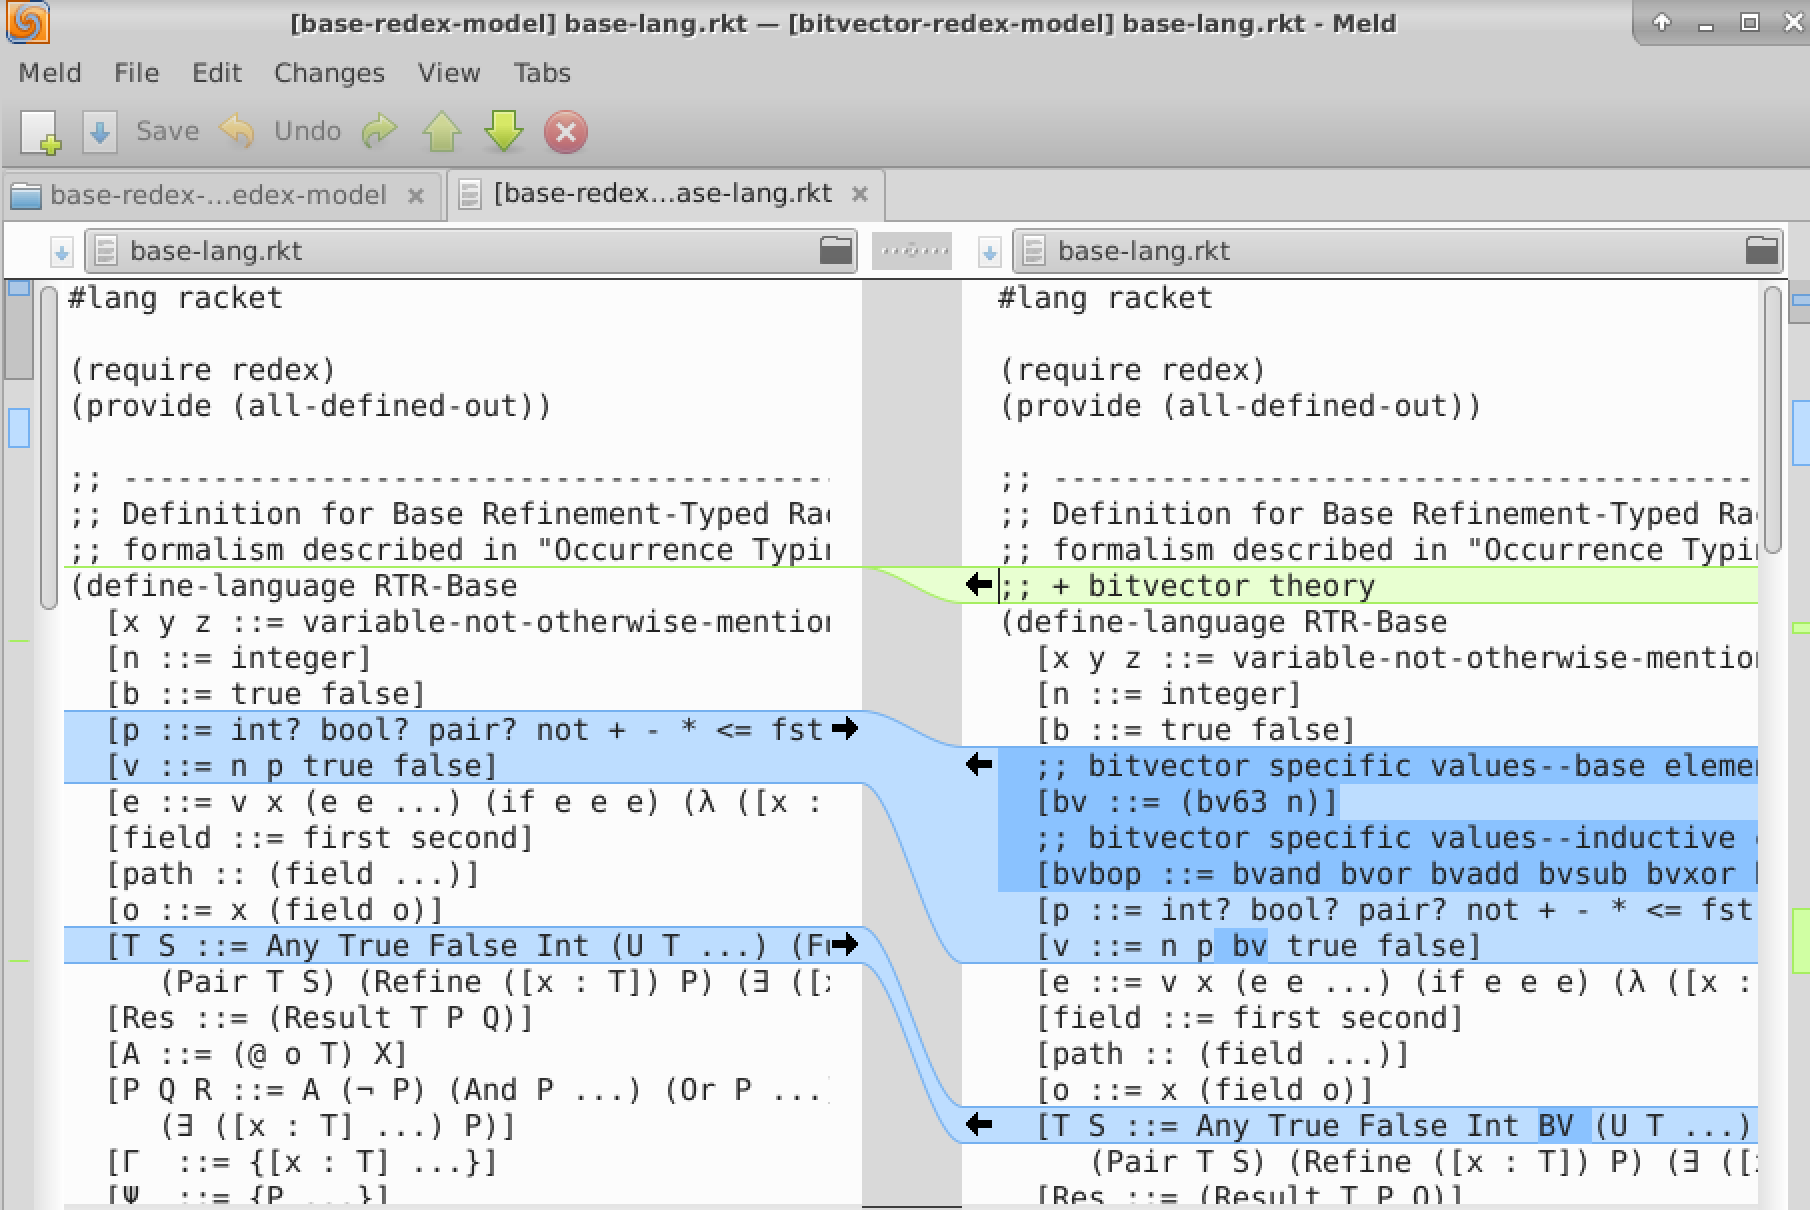 [base-redex-model] base-lang.rkt — [bitvector-redex-model] base-lang.rkt - Meld
Meld File Edit Changes View Tabs
Save Undo
base-redex-...edex-model [base-redex...ase-lang.rkt
base-lang.rkt
#lang racket
(require redex)
(provide (all-defined-out))
;; ---------------------------------------
;; Definition for Base Refinement-Typed
;; formalism described in "Occurrence
(define-language RTR-Base
[x y z ::= variable-not-otherwise-mention
[n ::= integer]
[b ::= true false]
[p ::= int? bool? pair? not + - * <= fst
[v ::= n p true false]
[e ::= v x (e e ...) (if e e e) (λ ([x :
[field ::= first second]
[path :: (field ...)]
[o ::= x (field o)]
[T S ::= Any True False Int (U T ...)
(Pair T S) (Refine ([x : T]) P) (∃
[Res ::= (Result T P Q)]
[A ::= (@ o T) X]
[P Q R ::= A (¬ P) (And P ...) (Or P ...
(∃ ([x : T] ...) P)]
[Γ ::= {[x : T] ...}]
[Ψ ::= {P ...}]
base-lang.rkt
#lang racket
(require redex)
(provide (all-defined-out))
;; ---------------------------------------
;; Definition for Base Refinement-Typed
;; formalism described in "Occurrence
;; + bitvector theory
(define-language RTR-Base
[x y z ::= variable-not-otherwise-mention
[n ::= integer]
[b ::= true false]
;; bitvector specific values--base
[bv ::= (bv63 n)]
;; bitvector specific values--inductive
[bvbop ::= bvand bvor bvadd bvsub bvxor
[p ::= int? bool? pair? not + - * <= fst
[v ::= n p bv true false]
[e ::= v x (e e ...) (if e e e) (λ ([x :
[field ::= first second]
[path :: (field ...)]
[o ::= x (field o)]
[T S ::= Any True False Int BV (U T ...)
(Pair T S) (Refine ([x : T]) P) (∃
[Res ::= (Result T P Q)]